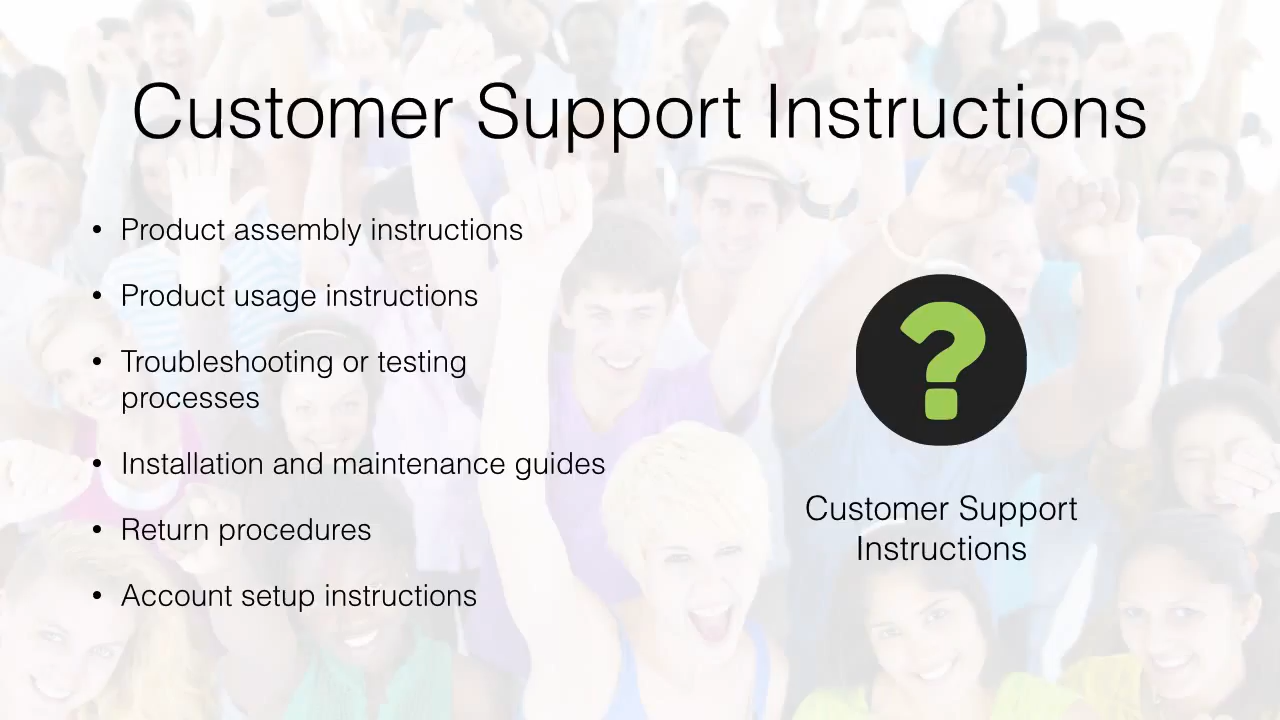 Customer Support Instructions
• Product assembly instructions
• Product usage instructions
• Troubleshooting or testing
processes
• Installation and maintenance guides
• Return procedures
• Account setup instructions
?
Customer Support
Instructions